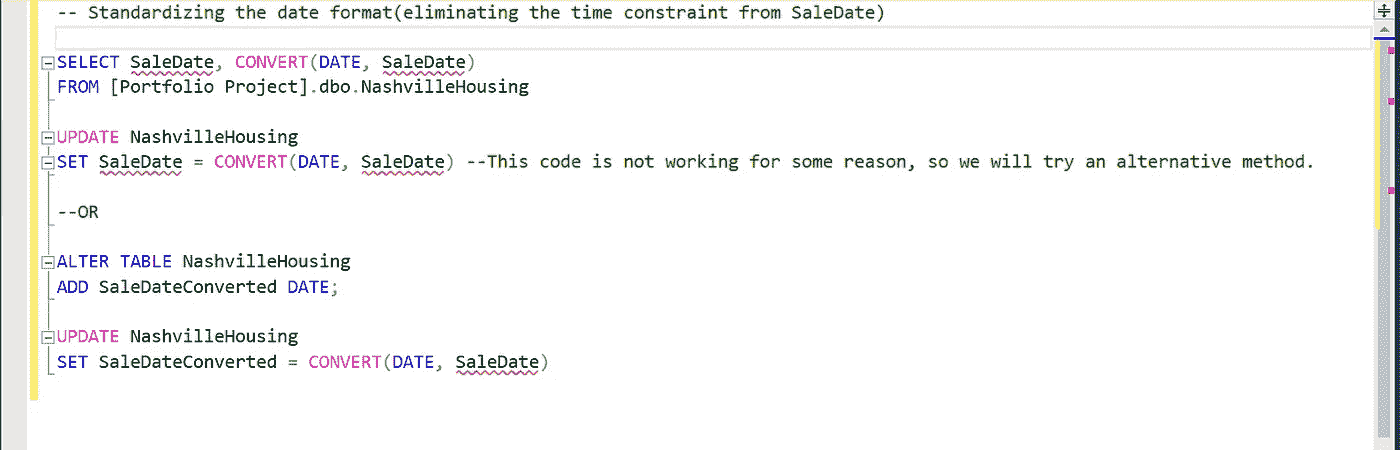 -- Standardizing the date format(eliminating the time constraint from SaleDate)
SELECT SaleDate, CONVERT(DATE, SaleDate)
FROM [Portfolio Project].dbo.NashvilleHousing
UPDATE NashvilleHousing
SET SaleDate = CONVERT(DATE, SaleDate) --This code is not working for some reason, so we will try an alternative method.
--OR
ALTER TABLE NashvilleHousing
ADD SaleDateConverted DATE;
UPDATE NashvilleHousing
SET SaleDateConverted = CONVERT(DATE, SaleDate)